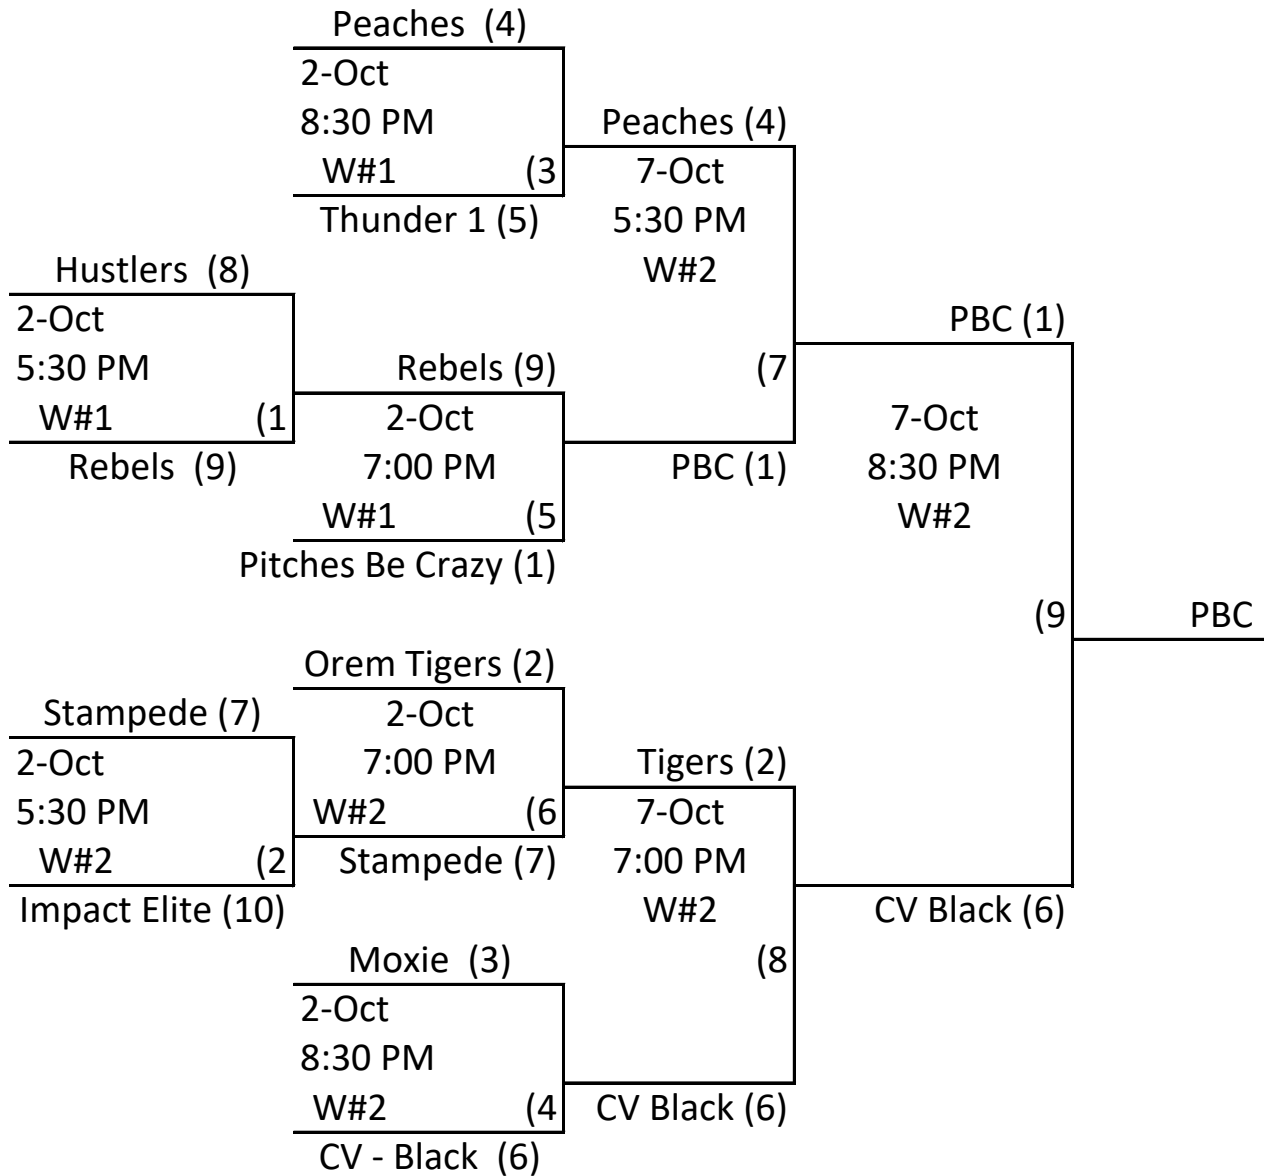 Peaches (4)
2-Oct
8:30 PM
W#1 (3
Thunder 1 (5)
Peaches (4)
7-Oct
5:30 PM
W#2
(7
Hustlers (8)
2-Oct
5:30 PM
W#1 (1
Rebels (9)
Rebels (9)
2-Oct
7:00 PM
W#1 (5
Pitches Be Crazy (1)
PBC (1)
PBC (1)
7-Oct
8:30 PM
W#2
(9
PBC
Orem Tigers (2)
2-Oct
7:00 PM
W#2 (6
Stampede (7)
Stampede (7)
2-Oct
5:30 PM
W#2 (2
Impact Elite (10)
Tigers (2)
7-Oct
7:00 PM
W#2
(8
CV Black (6)
Moxie (3)
2-Oct
8:30 PM
W#2 (4
CV - Black (6)
CV Black (6)